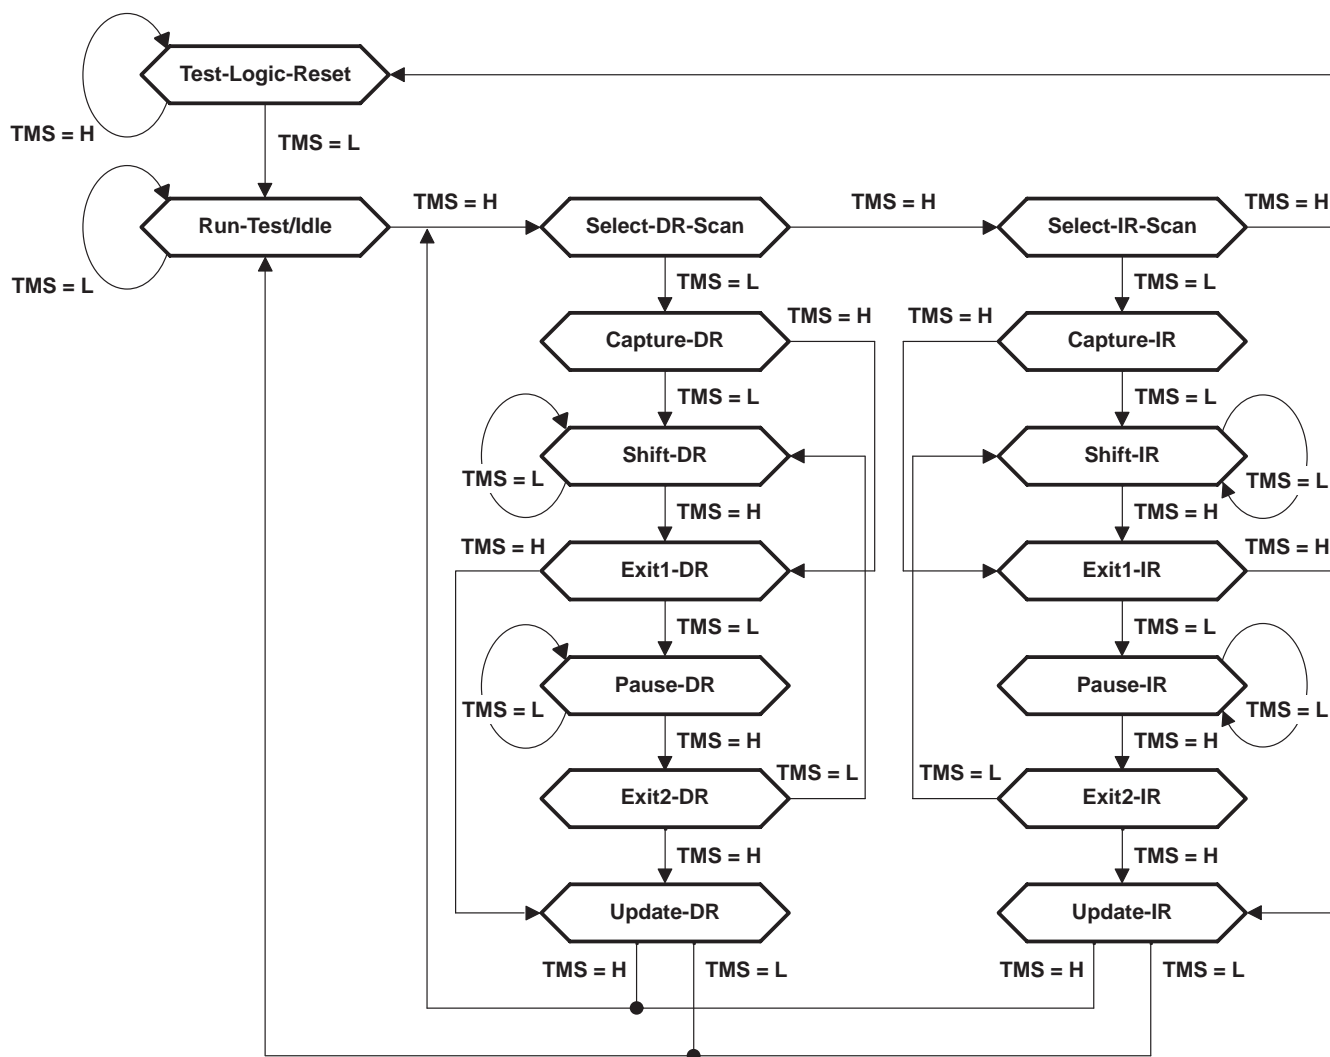 Test-Logic-Reset
TMS = H
TMS = L
Run-Test/Idle
TMS = L
TMS = H
Select-DR-Scan
TMS = H
Select-IR-Scan
TMS = H
TMS = L
TMS = L
Capture-DR
TMS = H
TMS = H
Capture-IR
TMS = L
TMS = L
Shift-DR
TMS = L
Shift-IR
TMS = L
TMS = H
TMS = H
TMS = H
Exit1-DR
Exit1-IR
TMS = H
TMS = L
TMS = L
Pause-DR
TMS = L
Pause-IR
TMS = L
TMS = H
TMS = H
Exit2-DR
TMS = L
TMS = L
Exit2-IR
TMS = H
TMS = H
Update-DR
Update-IR
TMS = H
TMS = L
TMS = H
TMS = L